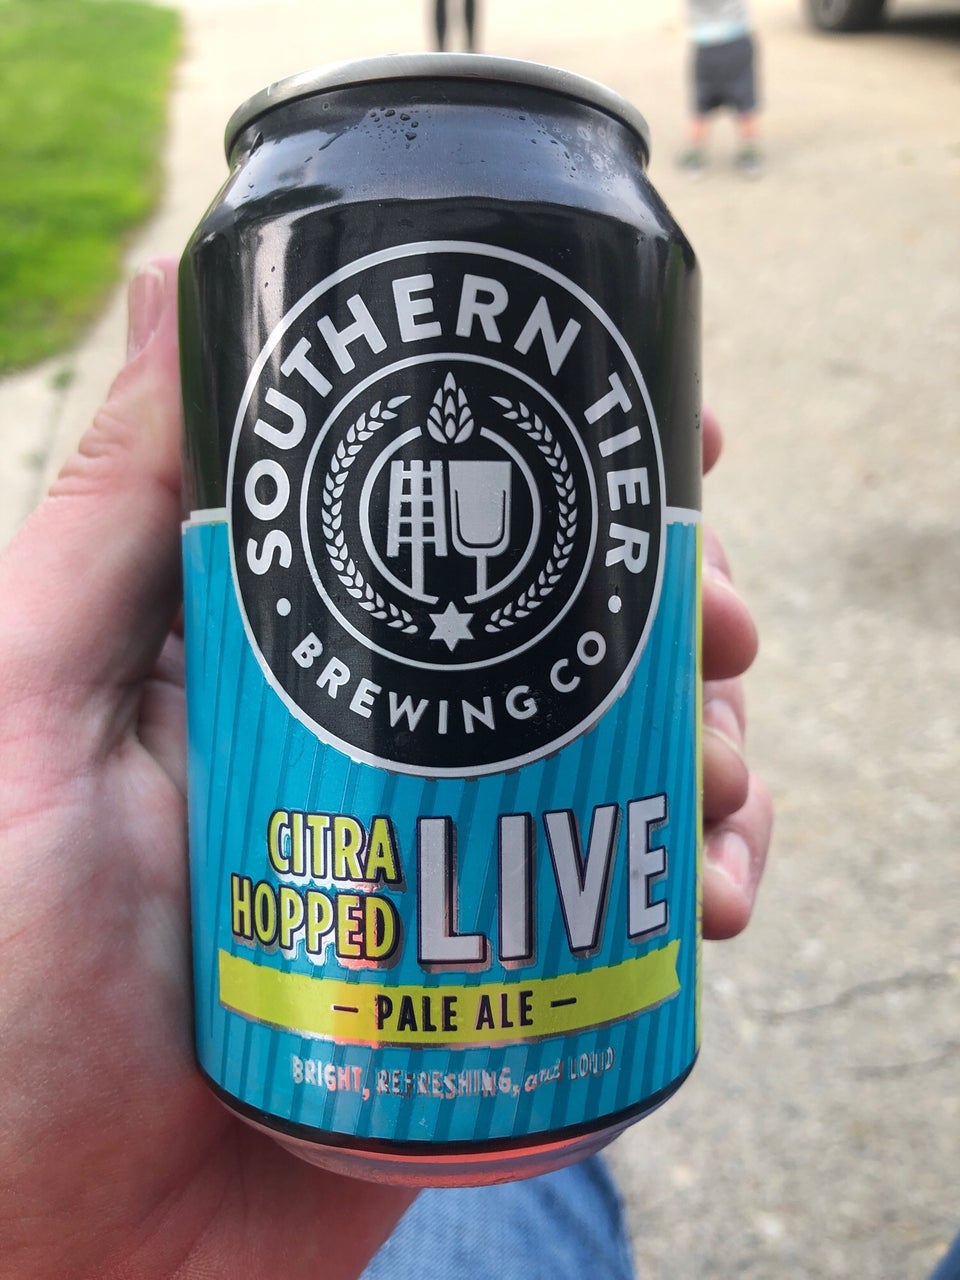 SOUTHERN TIER
• BREWING CO •
CITRA
HOPPED
LIVE
– PALE ALE –
BRIGHT, REFRESHING, and LOUD